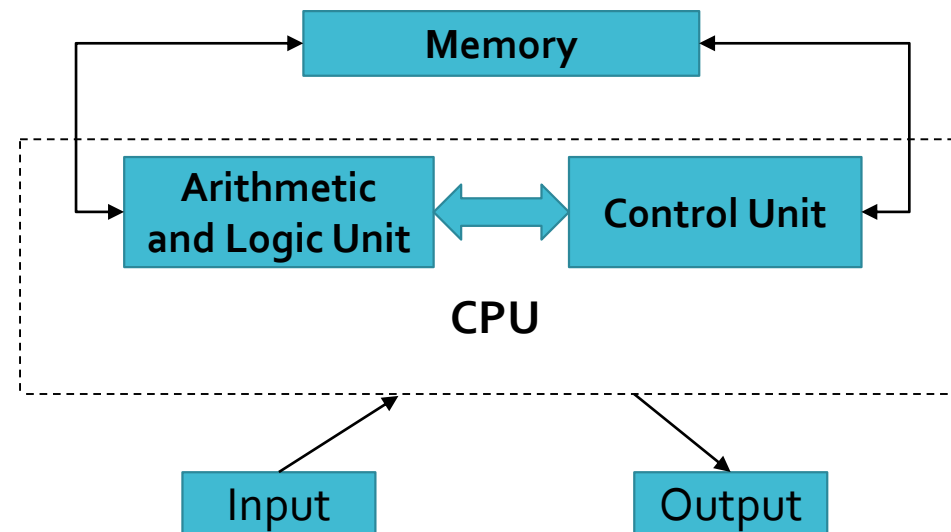 Memory
Arithmetic
and Logic Unit
Control Unit
CPU
Input
Output